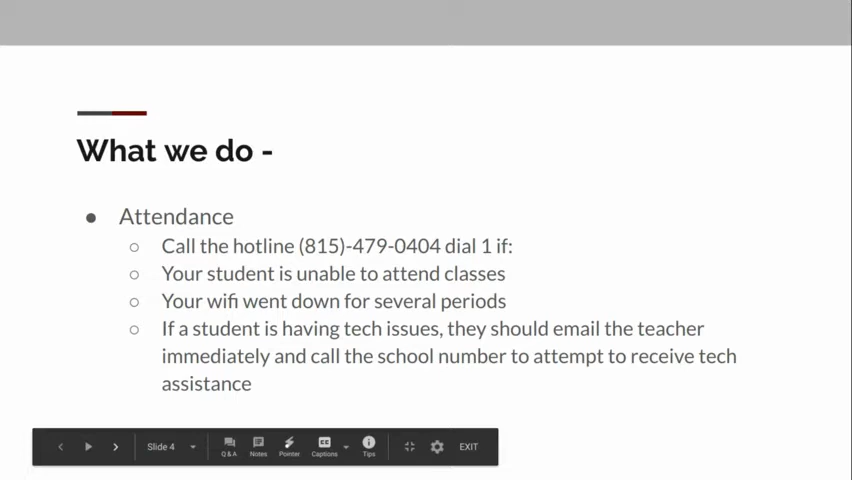 What we do -
● Attendance
○ Call the hotline (815)-479-0404 dial 1 if:
○ Your student is unable to attend classes
○ Your wifi went down for several periods
○ If a student is having tech issues, they should email the teacher
immediately and call the school number to attempt to receive tech
assistance
Slide 4 Q & A Notes Pointer CC Captions Tips EXIT